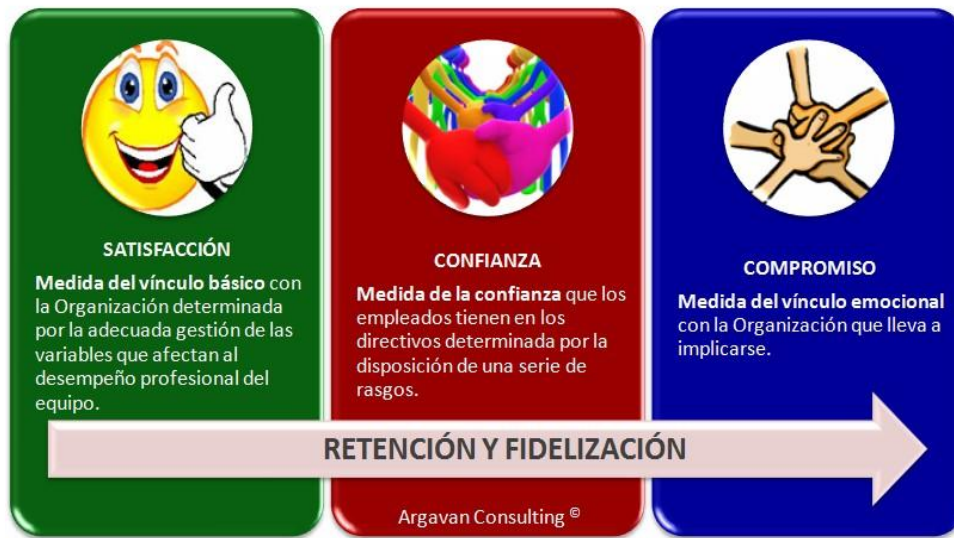 SATISFACCIÓN
Medida del vínculo básico con
la Organización determinada
por la adecuada gestión de las
variables que afectan al
desempeño profesional del
equipo.
CONFIANZA
Medida de la confianza que los
empleados tienen en los
directivos determinada por la
disposición de una serie de
rasgos.
COMPROMISO
Medida del vínculo emocional
con la Organización que lleva a
implicarse.
RETENCIÓN Y FIDELIZACIÓN
Argavan Consulting ©